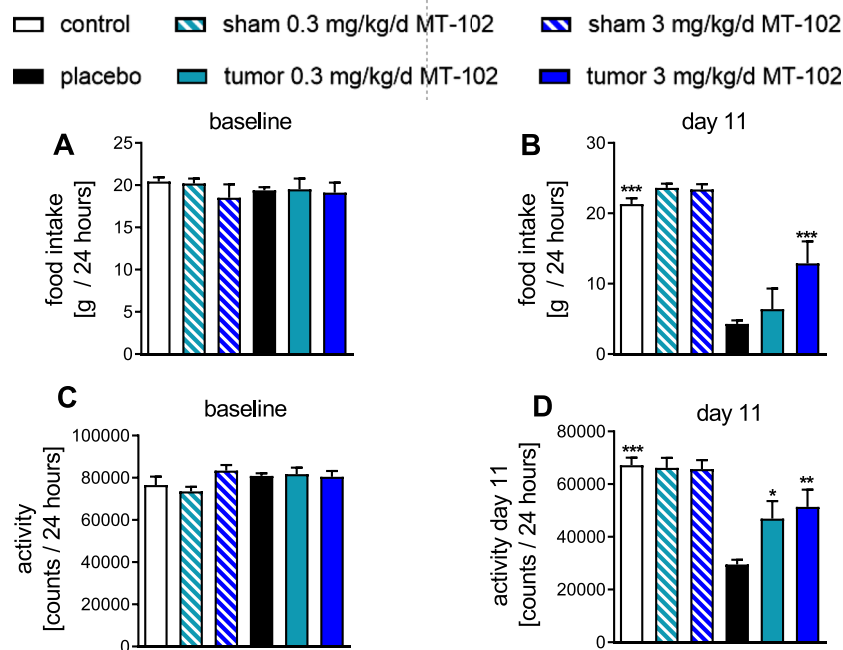 control sham 0.3 mg/kg/d MT-102 sham 3 mg/kg/d MT-102
placebo tumor 0.3 mg/kg/d MT-102 tumor 3 mg/kg/d MT-102
A
baseline
food intake
[g / 24 hours]
25
20
15
10
5
0
B
day 11
food intake
[g / 24 hours]
30
20
10
0
***
***
C
baseline
activity
[counts / 24 hours]
100000
80000
60000
40000
20000
0
D
day 11
activity day 11
[counts / 24 hours]
80000
60000
40000
20000
0
***
*
**